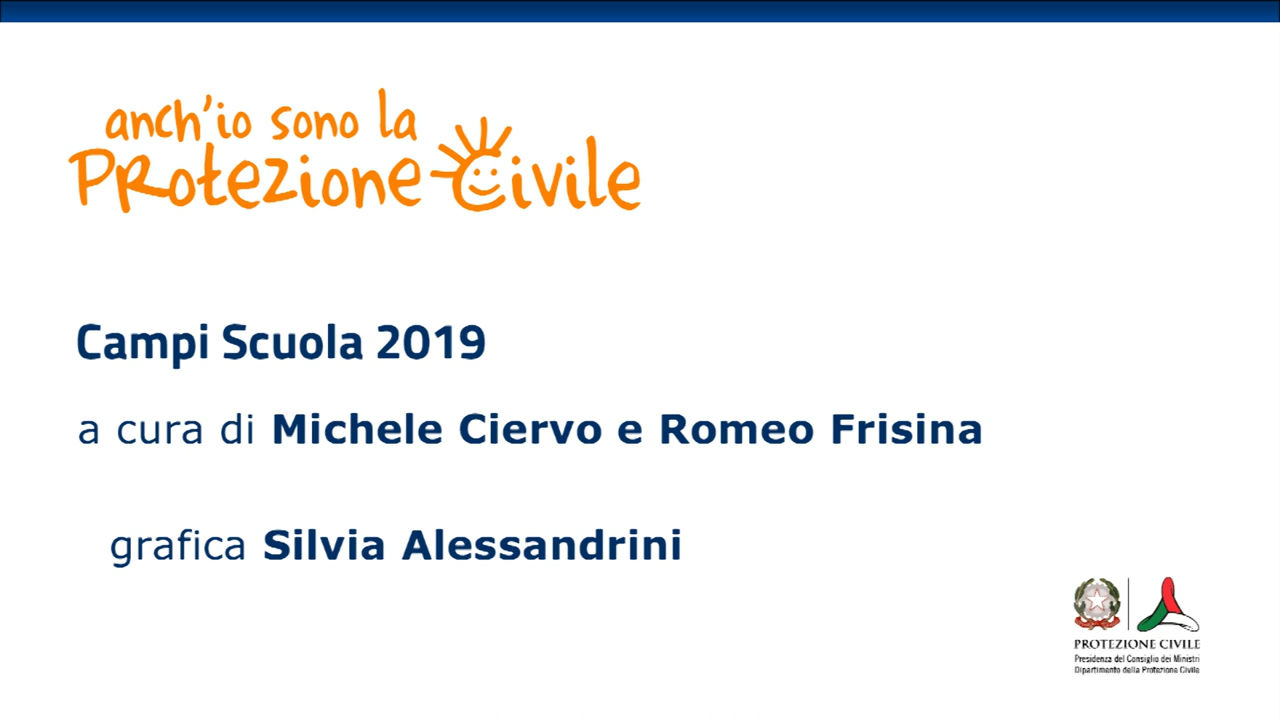 anch'io sono la
Protezione Civile
Campi Scuola 2019
a cura di Michele Ciervo e Romeo Frisina
grafica Silvia Alessandrini
PROTEZIONE CIVILE
Presidenza del Consiglio dei Ministri
Dipartimento della Protezione Civile